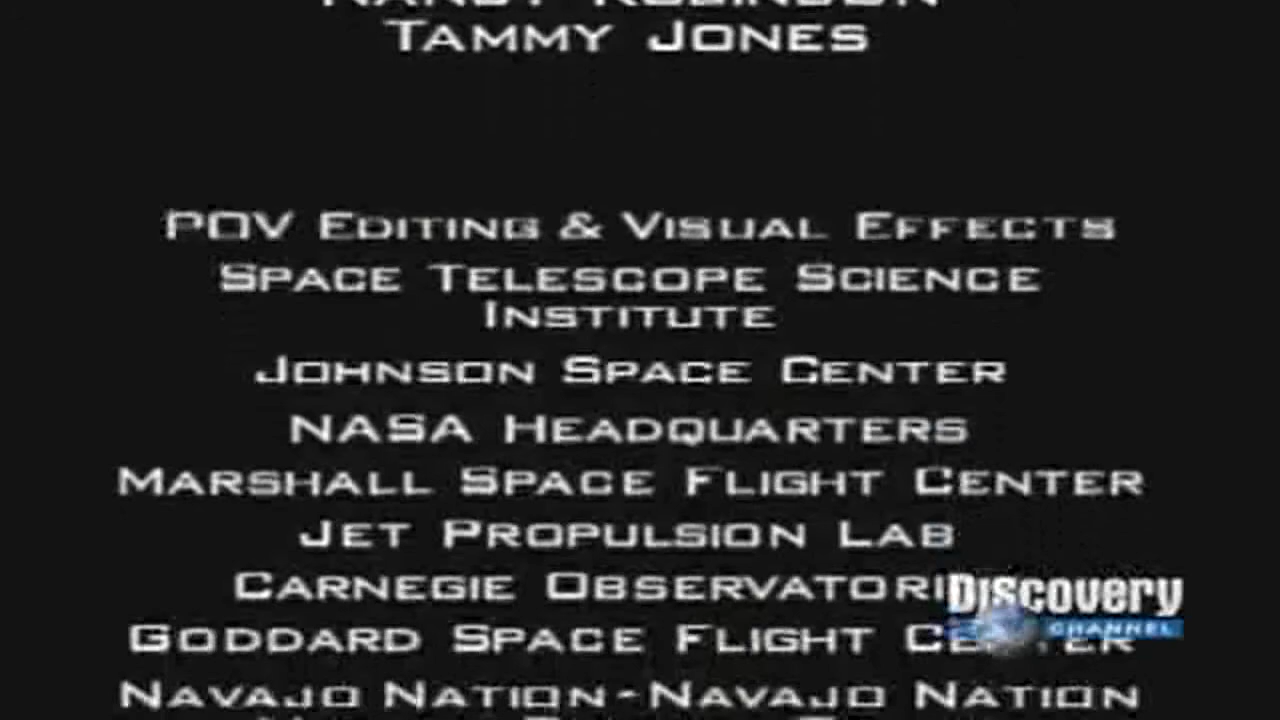 TAMMY JONES
POV EDITING & VISUAL EFFECTS
SPACE TELESCOPE SCIENCE
INSTITUTE
JOHNSON SPACE CENTER
NASA HEADQUARTERS
MARSHALL SPACE FLIGHT CENTER
JET PROPULSION LAB
CARNEGIE
GODDARD SPACE FLIGHT CENTER
NAVAJO NATION-NAVAJO NATION
Discovery
CHANNEL